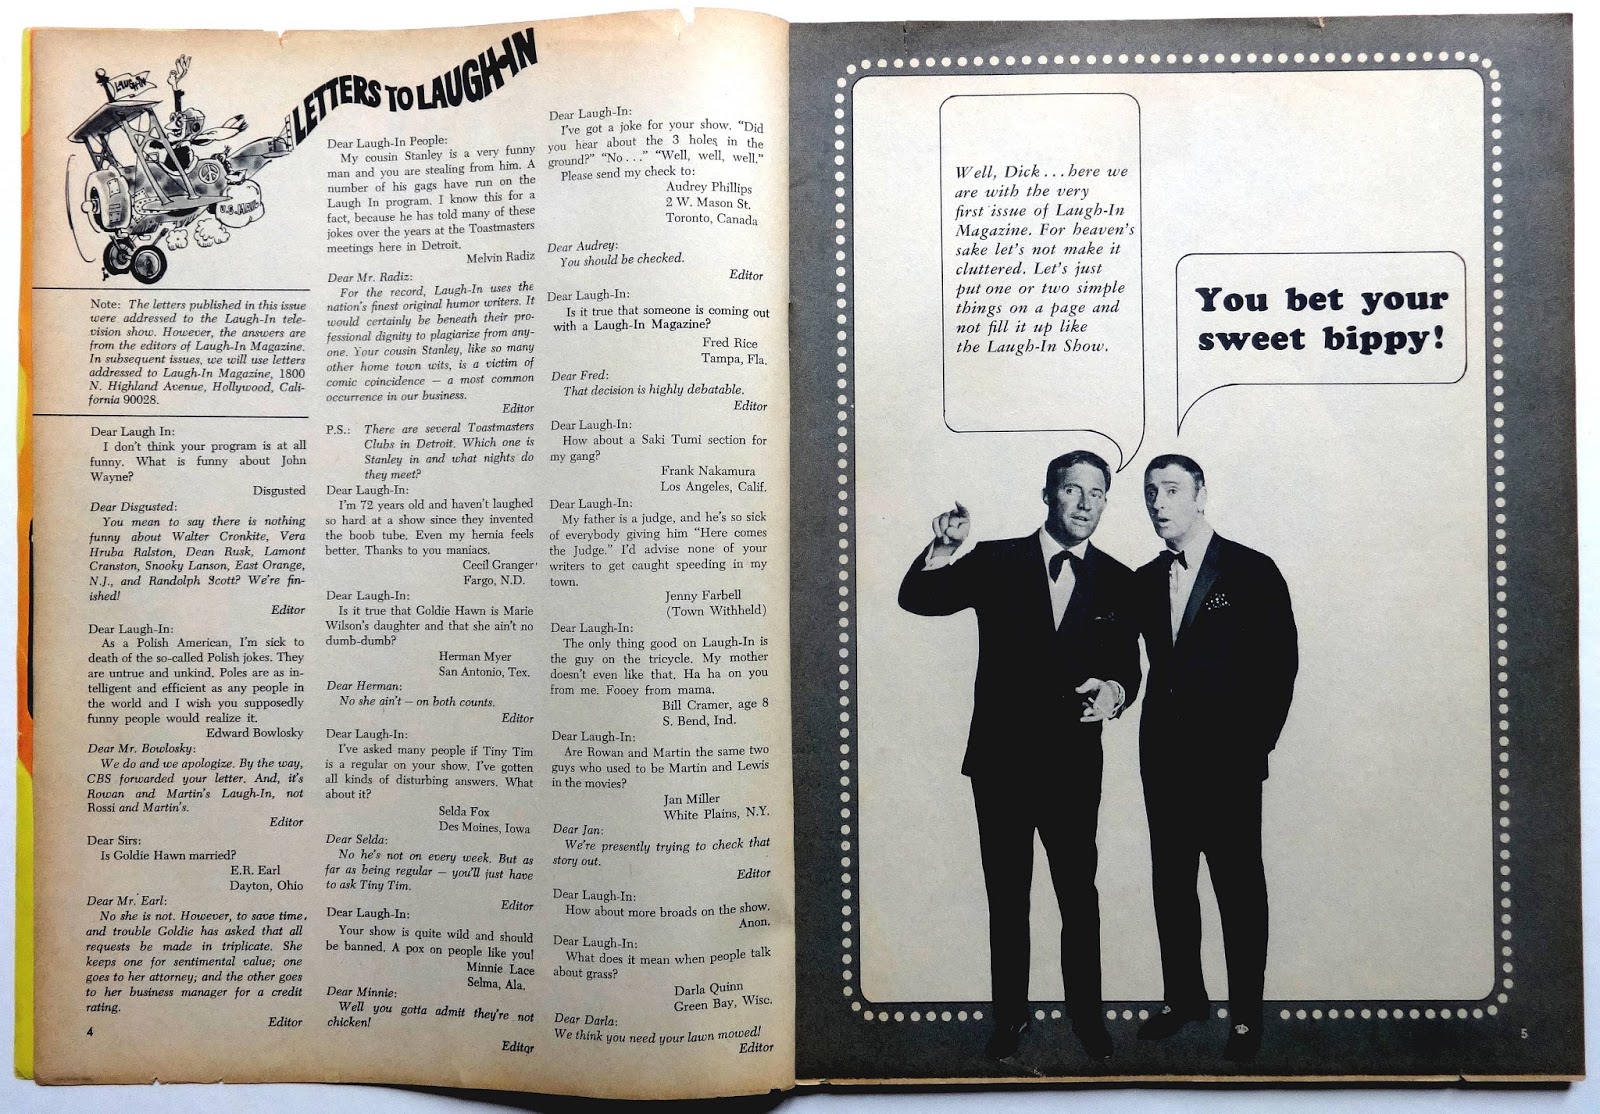 LAUGH-IN
U.S. MAIL
LETTERS TO LAUGH-IN
Note: The letters published in this issue
were addressed to the Laugh-In tele-
vision show. However, the answers are
from the editors of Laugh-In Magazine.
In subsequent issues, we will use letters
addressed to Laugh-In Magazine, 1800
N. Highland Avenue, Hollywood, Cali-
fornia 90028.
Dear Laugh In:
I don't think your program is at all
funny. What is funny about John
Wayne?
Disgusted
Dear Disgusted:
You mean to say there is nothing
funny about Walter Cronkite, Vera
Hruba Ralston, Dean Rusk, Lamont
Cranston, Snooky Lanson, East Orange,
N.J., and Randolph Scott? We're fin-
ished!
Editor
Dear Laugh-In:
As a Polish American, I'm sick to
death of the so-called Polish jokes. They
are untrue and unkind. Poles are as in-
telligent and efficient as any people in
the world and I wish you supposedly
funny people would realize it.
Edward Bowlosky
Dear Mr. Bowlosky:
We do and we apologize. By the way,
CBS forwarded your letter. And, it's
Rowan and Martin's Laugh-In, not
Rossi and Martin's.
Editor
Dear Sirs:
Is Goldie Hawn married?
E.R. Earl
Dayton, Ohio
Dear Mr. Earl:
No she is not. However, to save time,
and trouble Goldie has asked that all
requests be made in triplicate. She
keeps one for sentimental value; one
goes to her attorney; and the other goes
to her business manager for a credit
rating.
Editor
4
Dear Laugh-In People:
My cousin Stanley is a very funny
man and you are stealing from him. A
number of his gags have run on the
Laugh In program. I know this for a
fact, because he has told many of these
jokes over the years at the Toastmasters
meetings here in Detroit.
Melvin Radiz
Dear Mr. Radiz:
For the record, Laugh-In uses the
nation's finest original humor writers. It
would certainly be beneath their pro-
fessional dignity to plagiarize from any-
one. Your cousin Stanley, like so many
other home town wits, is a victim of
comic coincidence — a most common
occurrence in our business.
Editor
P.S.: There are several Toastmasters
Clubs in Detroit. Which one is
Stanley in and what nights do
they meet?
Dear Laugh-In:
I'm 72 years old and haven't laughed
so hard at a show since they invented
the boob tube. Even my hernia feels
better. Thanks to you maniacs.
Cecil Granger
Fargo, N.D.
Dear Laugh-In:
Is it true that Goldie Hawn is Marie
Wilson's daughter and that she ain't no
dumb-dumb?
Herman Myer
San Antonio, Tex.
Dear Herman:
No she ain't — on both counts.
Editor
Dear Laugh-In:
I've asked many people if Tiny Tim
is a regular on your show. I've gotten
all kinds of disturbing answers. What
about it?
Selda Fox
Des Moines, Iowa
Dear Selda:
No he's not on every week. But as
far as being regular — you'll just have
to ask Tiny Tim.
Editor
Dear Laugh-In:
Your show is quite wild and should
be banned. A pox on people like you!
Minnie Lace
Selma, Ala.
Dear Minnie:
Well you gotta admit they're not
chicken!
Editor
Dear Laugh-In:
I've got a joke for your show. "Did
you hear about the 3 holes in the
ground?" "No . . ." "Well, well, well."
Please send my check to:
Audrey Phillips
2 W. Mason St.
Toronto, Canada
Dear Audrey:
You should be checked.
Editor
Dear Laugh-In:
Is it true that someone is coming out
with a Laugh-In Magazine?
Fred Rice
Tampa, Fla.
Dear Fred:
That decision is highly debatable.
Editor
Dear Laugh-In:
How about a Saki Tumi section for
my gang?
Frank Nakamura
Los Angeles, Calif.
Dear Laugh-In:
My father is a judge, and he's so sick
of everybody giving him "Here comes
the Judge." I'd advise none of your
writers to get caught speeding in my
town.
Jenny Farbell
(Town Withheld)
Dear Laugh-In:
The only thing good on Laugh-In is
the guy on the tricycle. My mother
doesn't even like that. Ha ha on you
from me. Fooey from mama.
Bill Cramer, age 8
S. Bend, Ind.
Dear Laugh-In:
Are Rowan and Martin the same two
guys who used to be Martin and Lewis
in the movies?
Jan Miller
White Plains, N.Y.
Dear Jan:
We're presently trying to check that
story out.
Editor
Dear Laugh-In:
How about more broads on the show.
Anon.
Dear Laugh-In:
What does it mean when people talk
about grass?
Darla Quinn
Green Bay, Wisc.
Dear Darla:
We think you need your lawn mowed!
Editor
Well, Dick . . . here we
are with the very
first issue of Laugh-In
Magazine. For heaven's
sake let's not make it
cluttered. Let's just
put one or two simple
things on a page and
not fill it up like
the Laugh-In Show.
You bet your
sweet bippy!
5